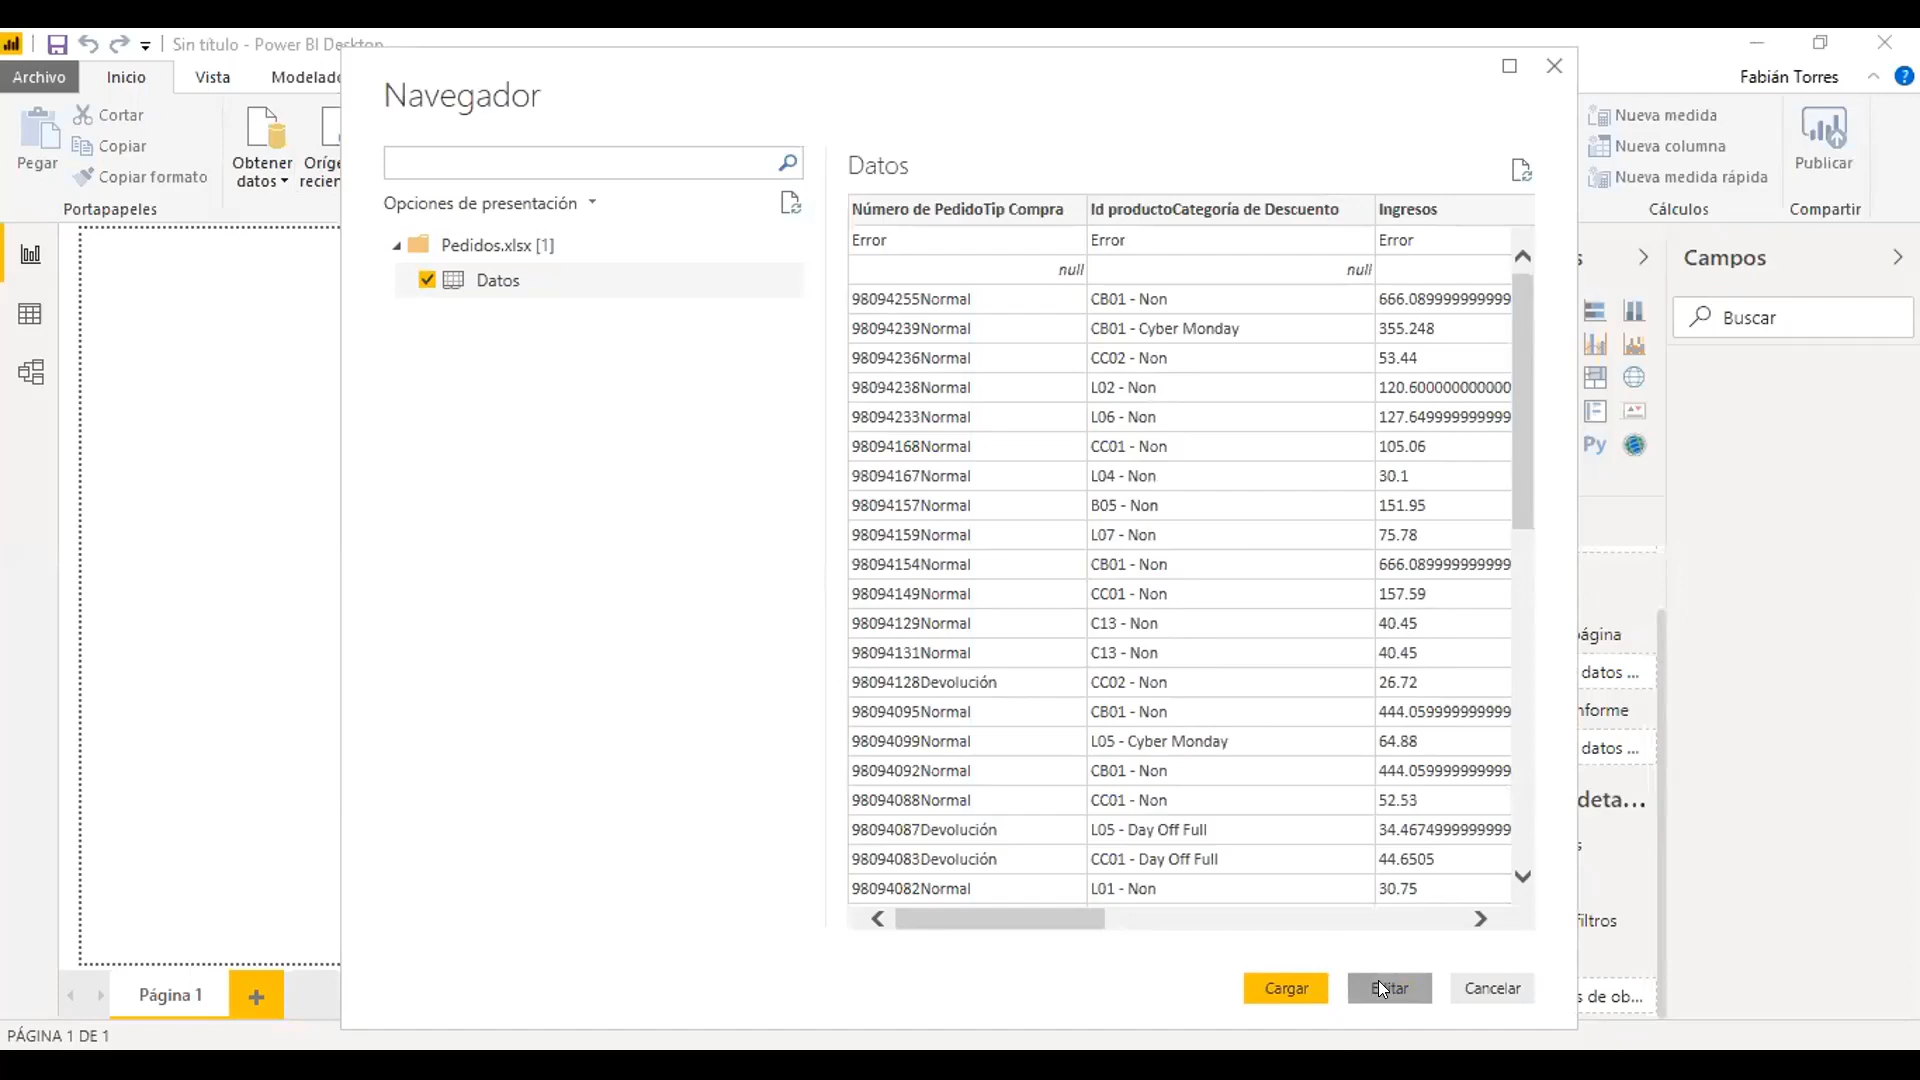 Sin título - Power BI Desktop
Archivo
Inicio
Vista
Modelado
Fabián Torres
Pegar
Cortar
Copiar
Copiar formato
Portapapeles
Obtener
datos
Nueva medida
Nueva columna
Nueva medida rápida
Cálculos
Publicar
Compartir
Navegador
Opciones de presentación
Pedidos.xlsx [1]
Datos
Datos
Número de PedidoTip Compra Id productoCategoría de Descuento Ingresos
Error Error Error
null null
98094255Normal CB01 - Non 666.089999999999
98094239Normal CB01 - Cyber Monday 355.248
98094236Normal CC02 - Non 53.44
98094238Normal L02 - Non 120.600000000000
98094233Normal L06 - Non 127.649999999999
98094168Normal CC01 - Non 105.06
98094167Normal L04 - Non 30.1
98094157Normal B05 - Non 151.95
98094159Normal L07 - Non 75.78
98094154Normal CB01 - Non 666.089999999999
98094149Normal CC01 - Non 157.59
98094129Normal C13 - Non 40.45
98094131Normal C13 - Non 40.45
98094128Devolución CC02 - Non 26.72
98094095Normal CB01 - Non 444.059999999999
98094099Normal L05 - Cyber Monday 64.88
98094092Normal CB01 - Non 444.059999999999
98094088Normal CC01 - Non 52.53
98094087Devolución L05 - Day Off Full 34.4674999999999
98094083Devolución CC01 - Day Off Full 44.6505
98094082Normal L01 - Non 30.75
Cargar
Cancelar
Campos
Buscar
Py
datos ...
datos ...
Página 1
PÁGINA 1 DE 1